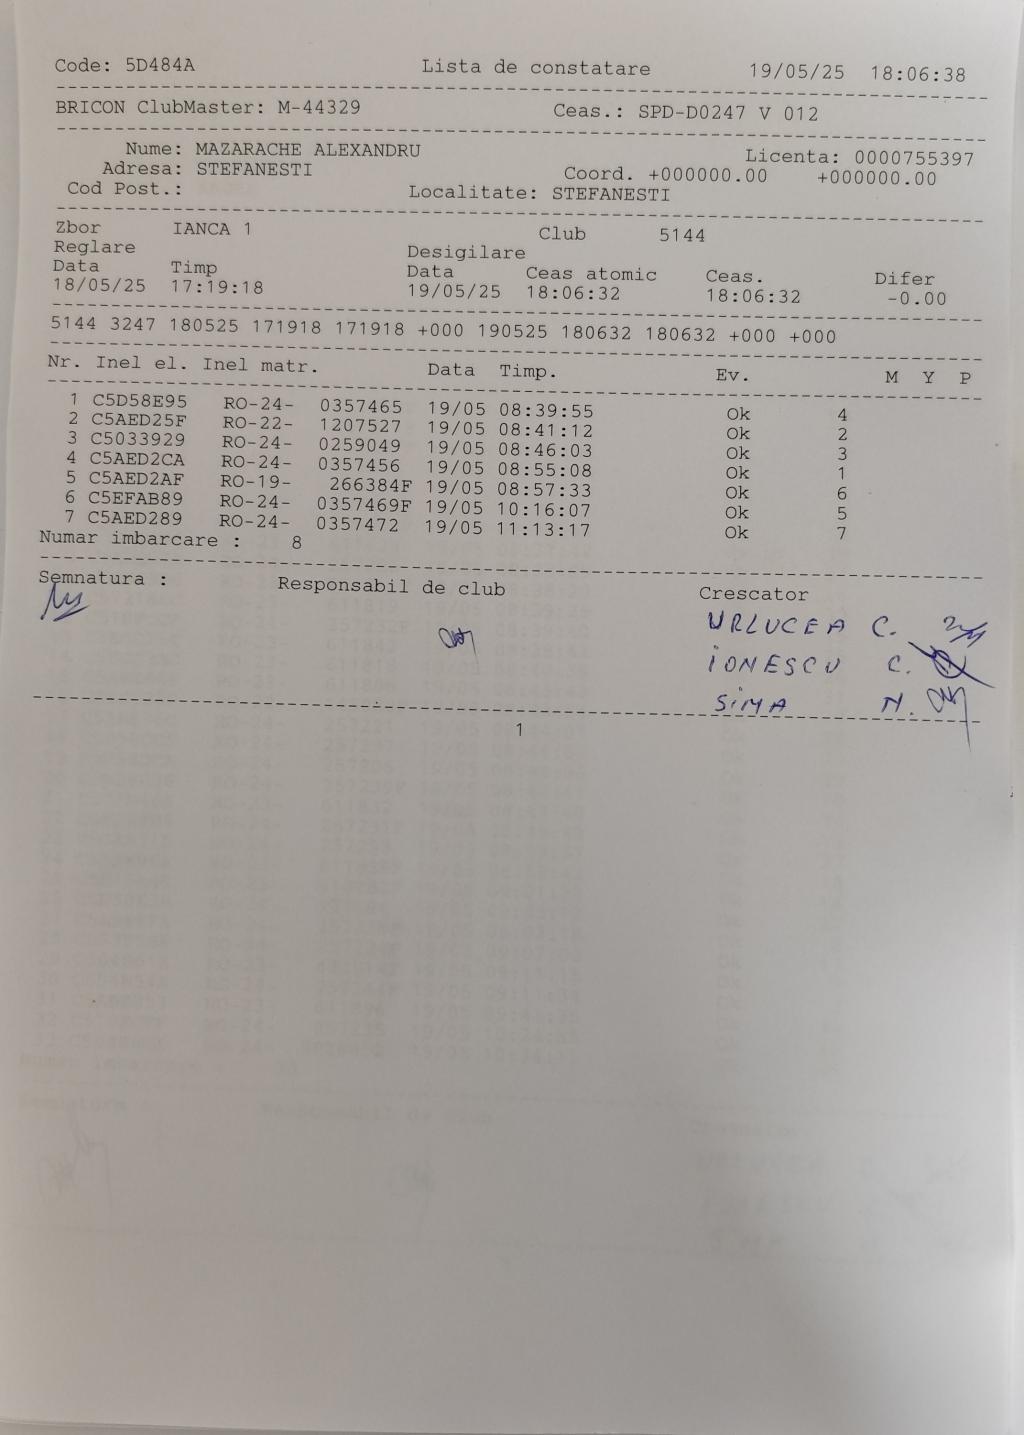 Code: 5D484A Lista de constatare 19/05/25 18:06:38
BRICON ClubMaster: M-44329 Ceas.: SPD-D0247 V 012
Nume: MAZARACHE ALEXANDRU Licenta: 0000755397
Adresa: STEFANESTI Coord. +000000.00 +000000.00
Cod Post.: Localitate: STEFANESTI
Zbor IANCA 1 Club 5144
Reglare Desigilare
Data Timp Data Ceas atomic Ceas. Difer
18/05/25 17:19:18 19/05/25 18:06:32 18:06:32 -0.00
5144 3247 180525 171918 171918 +000 190525 180632 180632 +000 +000
Nr. Inel el. Inel matr. Data Timp. Ev. M Y P
1 C5D58E95 RO-24- 0357465 19/05 08:39:55 Ok 4
2 C5AED25F RO-22- 1207527 19/05 08:41:12 Ok 2
3 C5033929 RO-24- 0259049 19/05 08:46:03 Ok 3
4 C5AED2CA RO-24- 0357456 19/05 08:55:08 Ok 1
5 C5AED2AF RO-19- 266384F 19/05 08:57:33 Ok 6
6 C5EFAB89 RO-24- 0357469F 19/05 10:16:07 Ok 5
7 C5AED289 RO-24- 0357472 19/05 11:13:17 Ok 7
Numar imbarcare : 8
Semnatura : Responsabil de club Crescator
URLUCEA C.
IONESCU C.
SIMA N.
1